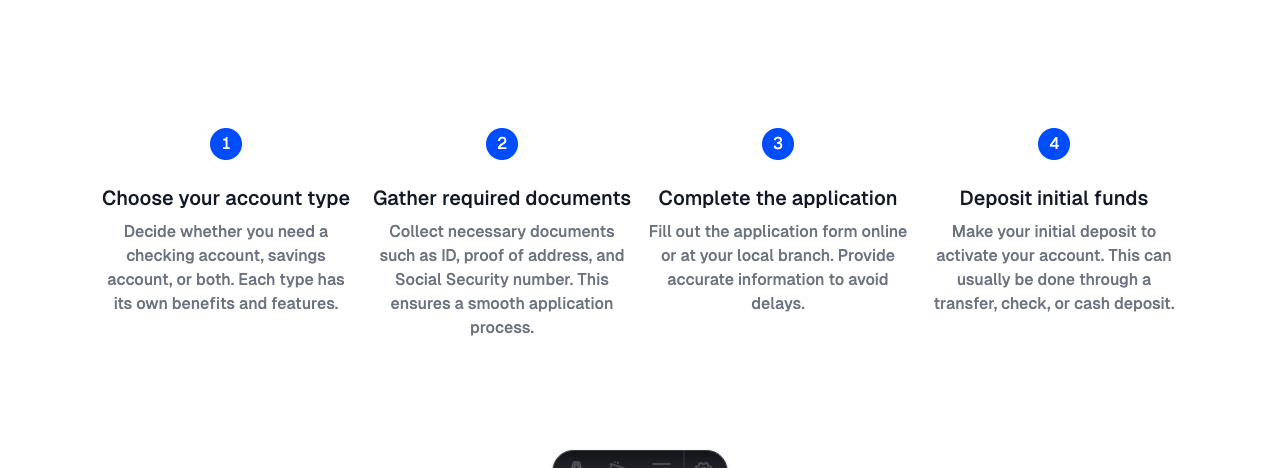 1
2
3
4
Choose your account type
Decide whether you need a
checking account, savings
account, or both. Each type has
its own benefits and features.
Gather required documents
Collect necessary documents
such as ID, proof of address, and
Social Security number. This
ensures a smooth application
process.
Complete the application
Fill out the application form online
or at your local branch. Provide
accurate information to avoid
delays.
Deposit initial funds
Make your initial deposit to
activate your account. This can
usually be done through a
transfer, check, or cash deposit.